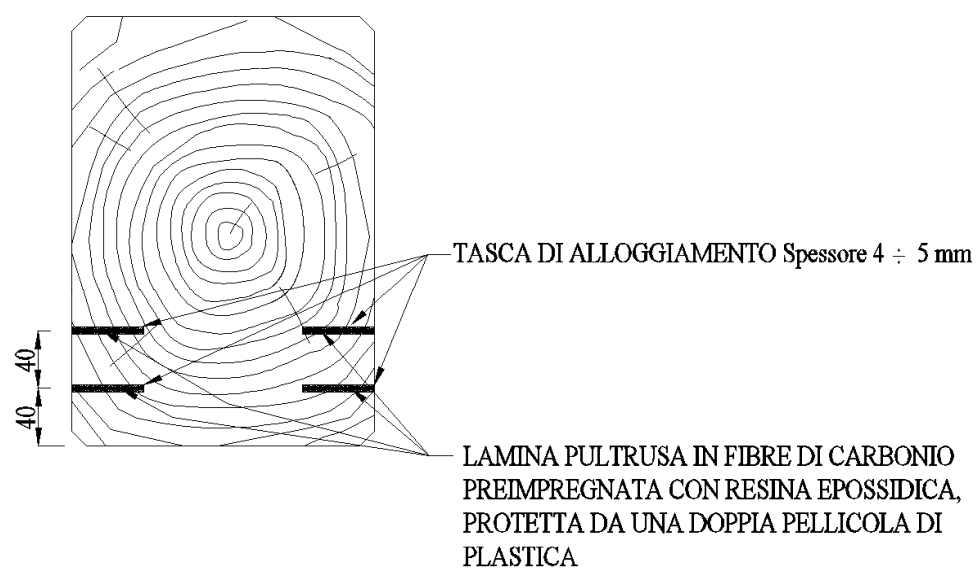 TASCA DI ALLOGGIAMENTO Spessore 4 ÷ 5 mm
40
40
LAMINA PULTRUSA IN FIBRE DI CARBONIO
PREIMPREGNATA CON RESINA EPOSSIDICA,
PROTETTA DA UNA DOPPIA PELLICOLA DI
PLASTICA